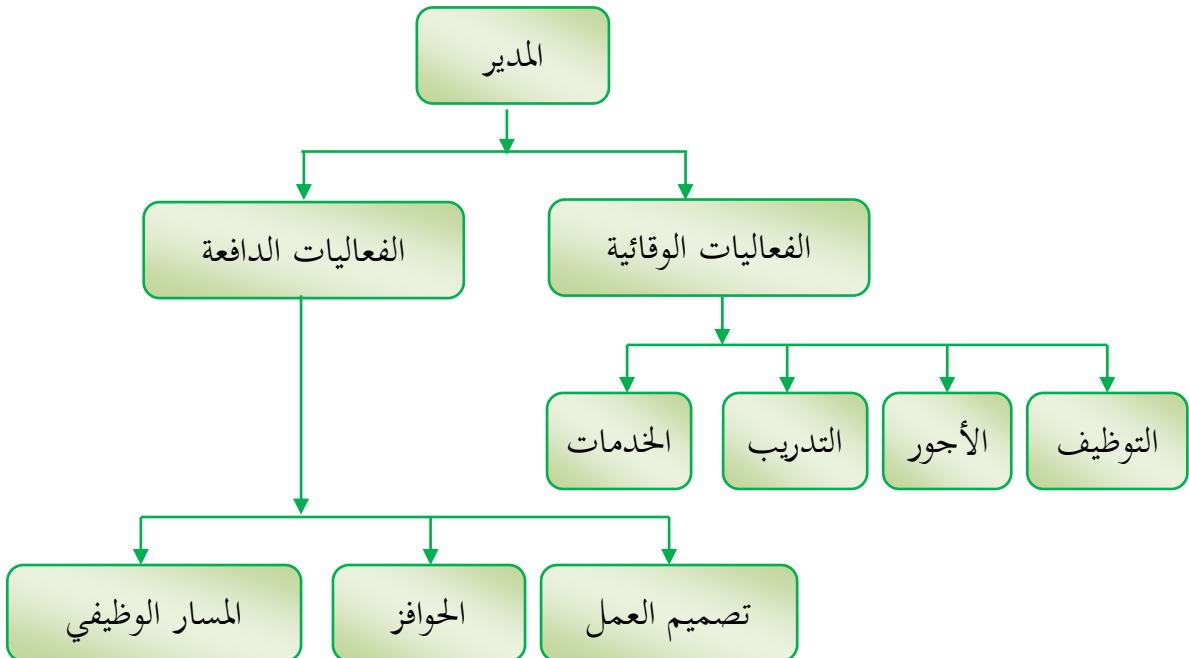 المدير
الفعاليات الوقائية
الفعاليات الدافعة
التوظيف
الأجور
التدريب
الخدمات
تصميم العمل
الحوافز
المسار الوظيفي